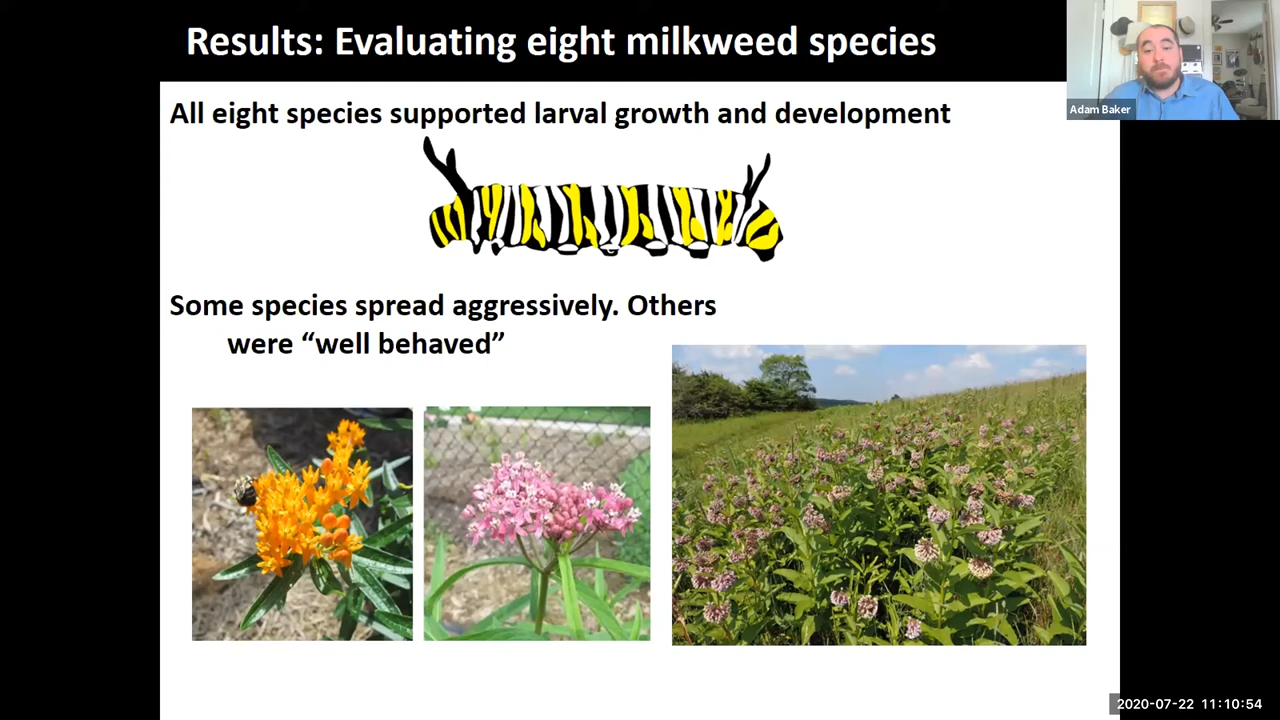 Results: Evaluating eight milkweed species
Adam Baker
All eight species supported larval growth and development
Some species spread aggressively. Others
were “well behaved”
2020-07-22 11:10:54